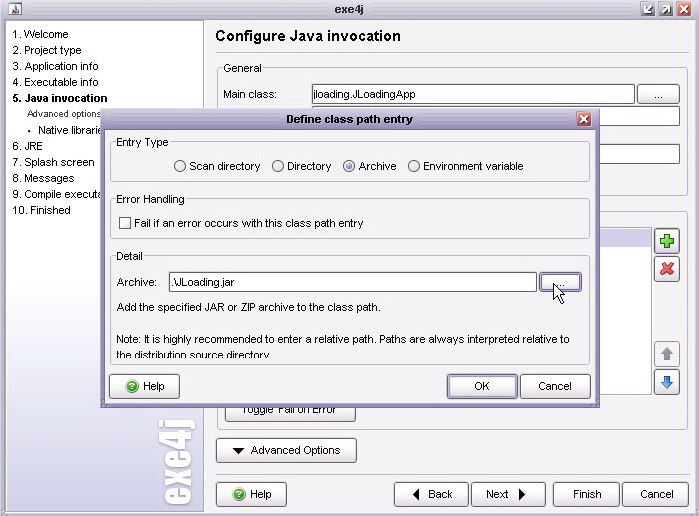 exe4j
1. Welcome
2. Project type
3. Application info
4. Executable info
5. Java invocation
Advanced options
• Native librarie
6. JRE
7. Splash screen
8. Messages
9. Compile executa
10. Finished
exe4j
Configure Java invocation
General
Main class:
jloading.JLoadingApp
...
Define class path entry
Entry Type
Scan directory
Directory
Archive
Environment variable
Error Handling
Fail if an error occurs with this class path entry
Detail
Archive:
.\JLoading.jar
...
Add the specified JAR or ZIP archive to the class path.
Note: It is highly recommended to enter a relative path. Paths are always interpreted relative to
the distribution source directory.
Help
OK
Cancel
Toggle 'Fail on Error'
Advanced Options
Help
Back
Next
Finish
Cancel